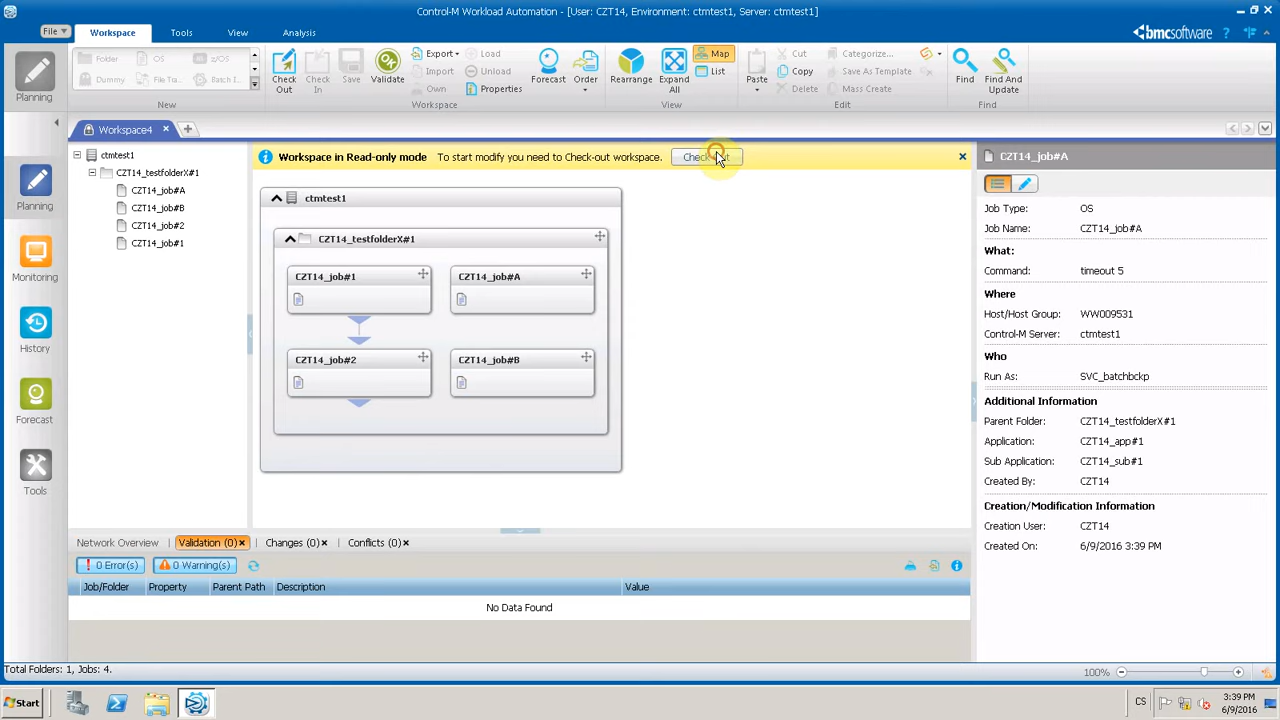 Control-M Workload Automation - [User: CZT14, Environment: ctmtest1, Server: ctmtest1]
File Workspace Tools View Analysis
bmcsoftware ?
Planning
Folder OS z/OS
Dummy File Tra. Batch I...
New
Check Out
Check In
Save
Validate
Export Load
Import Unload
Own Properties
Workspace
Forecast
Order
Rearrange
Expand All
Map
List
View
Paste
Cut Categorize...
Copy Save As Template
Delete Mass Create
Edit
Find
Find And Update
Find
Workspace4
Planning
Monitoring
History
Forecast
Tools
ctmtest1
CZT14_testfolderX#1
CZT14_job#A
CZT14_job#B
CZT14_job#2
CZT14_job#1
Workspace in Read-only mode To start modify you need to Check-out workspace.
ctmtest1
CZT14_testfolderX#1
CZT14_job#1 CZT14_job#A
CZT14_job#2 CZT14_job#B
CZT14_job#A
Job Type: OS
Job Name: CZT14_job#A
What:
Command: timeout 5
Where
Host/Host Group: WW009531
Control-M Server: ctmtest1
Who
Run As: SVC_batchbckp
Additional Information
Parent Folder: CZT14_testfolderX#1
Application: CZT14_app#1
Sub Application: CZT14_sub#1
Created By: CZT14
Creation/Modification Information
Creation User: CZT14
Created On: 6/9/2016 3:39 PM
Network Overview Validation (0) Changes (0) Conflicts (0)
0 Error(s) 0 Warning(s)
Job/Folder Property Parent Path Description Value
No Data Found
Total Folders: 1, Jobs: 4.
100%
Start
CS
3:39 PM
6/9/2016